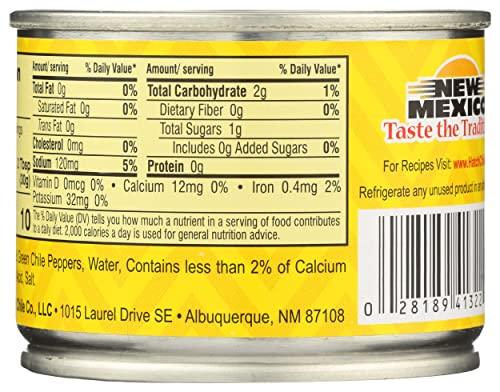 Amount/ serving % Daily Value*
Total Fat 0g 0%
Saturated Fat 0g 0%
Trans Fat 0g
Cholesterol 0mg 0%
Sodium 120mg 5%
Amount/ serving % Daily Value*
Total Carbohydrate 2g 1%
Dietary Fiber 0g 0%
Total Sugars 1g
Includes 0g Added Sugars 0%
Protein 0g
Vitamin D 0mcg 0% • Calcium 12mg 0% • Iron 0.4mg 2%
Potassium 32mg 0%
10
The % Daily Value (DV) tells you how much a nutrient in a serving of food contributes
to a daily diet. 2,000 calories a day is used for general nutrition advice.
Green Chile Peppers, Water, Contains less than 2% of Calcium
Salt.
Chile Co., LLC • 1015 Laurel Drive SE • Albuquerque, NM 87108
NEW
MEXICO
Taste the
For Recipes Visit:
Refrigerate any unused product in
0 28189 4132